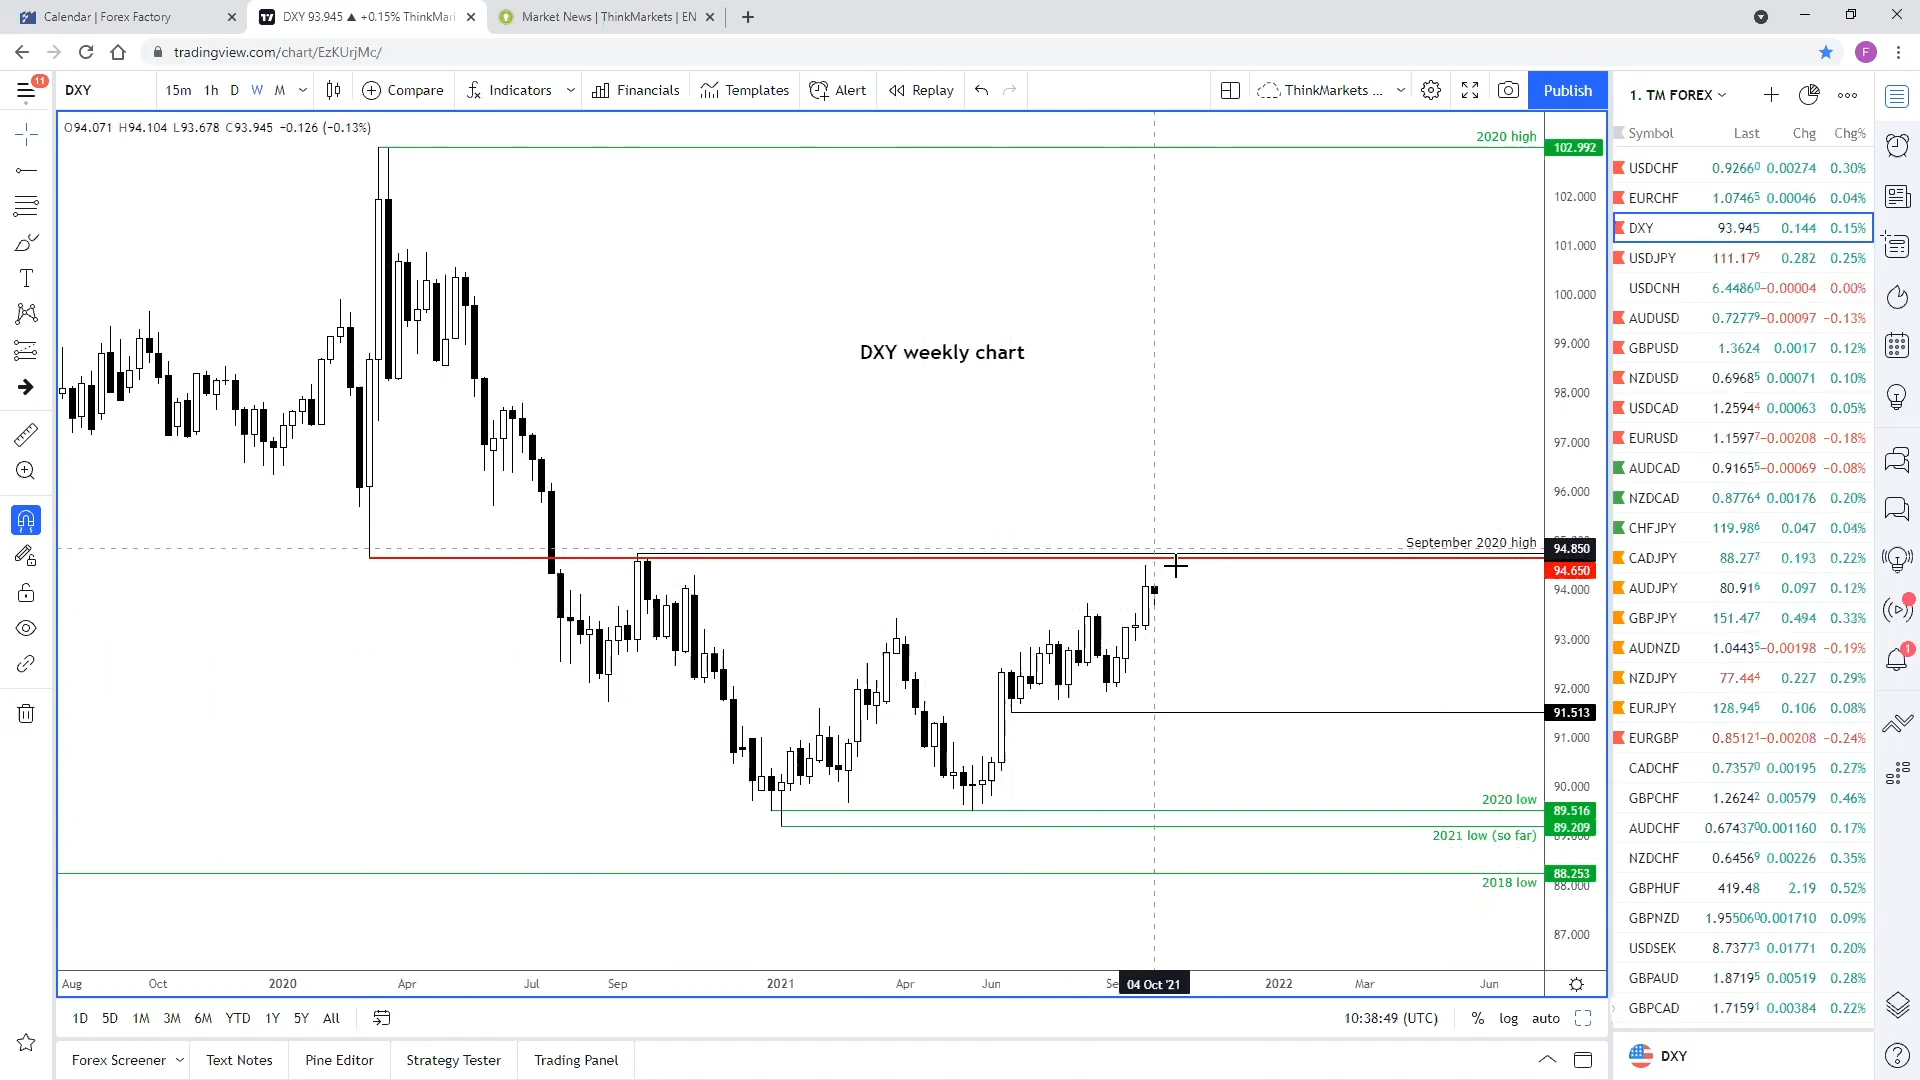 Calendar | Forex Factory
DXY 93.945 ▲ +0.15% ThinkMar
Market News | ThinkMarkets | EN
tradingview.com/chart/EzKUrjMc/
F
11
DXY 15m 1h D W M Compare Indicators Financials Templates Alert Replay ThinkMarkets ... Publish
O94.071 H94.104 L93.678 C93.945 −0.126 (−0.13%)
2020 high
102.992
102.000
101.000
100.000
99.000
DXY weekly chart
98.000
97.000
96.000
September 2020 high
94.850
94.650
94.000
93.000
92.000
91.513
91.000
90.000
2020 low
89.516
89.209
2021 low (so far)
88.253
2018 low
88.000
87.000
Aug Oct 2020 Apr Jul Sep 2021 Apr Jun Se 04 Oct '21 2022 Mar Jun
1D 5D 1M 3M 6M YTD 1Y 5Y All
10:38:49 (UTC) % log auto
Forex Screener Text Notes Pine Editor Strategy Tester Trading Panel
1. TM FOREX
Symbol Last Chg Chg%
USDCHF 0.92660 0.00274 0.30%
EURCHF 1.07465 0.00046 0.04%
DXY 93.945 0.144 0.15%
USDJPY 111.179 0.282 0.25%
USDCNH 6.44860 −0.00004 0.00%
AUDUSD 0.72779 −0.00097 −0.13%
GBPUSD 1.3624 0.0017 0.12%
NZDUSD 0.69685 0.00071 0.10%
USDCAD 1.25944 0.00063 0.05%
EURUSD 1.15977 −0.00208 −0.18%
AUDCAD 0.91655 −0.00069 −0.08%
NZDCAD 0.87764 0.00176 0.20%
CHFJPY 119.986 0.047 0.04%
CADJPY 88.277 0.193 0.22%
AUDJPY 80.916 0.097 0.12%
GBPJPY 151.477 0.494 0.33%
AUDNZD 1.04435 −0.00198 −0.19%
NZDJPY 77.444 0.227 0.29%
EURJPY 128.945 0.106 0.08%
EURGBP 0.85121 −0.00208 −0.24%
CADCHF 0.73570 0.00195 0.27%
GBPCHF 1.26242 0.00579 0.46%
AUDCHF 0.674370 0.001160 0.17%
NZDCHF 0.64569 0.00226 0.35%
GBPHUF 419.48 2.19 0.52%
GBPNZD 1.955060 0.001710 0.09%
USDSEK 8.73773 0.01771 0.20%
GBPAUD 1.87195 0.00519 0.28%
GBPCAD 1.71591 0.00384 0.22%
DXY
1